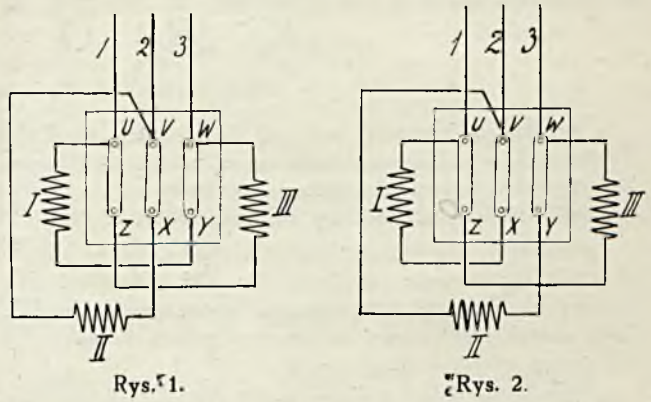 1 2 3
U V W
I
Z X Y
III
II
Rys. 1.
1 2 3
U V W
I
Z X Y
III
II
Rys. 2.